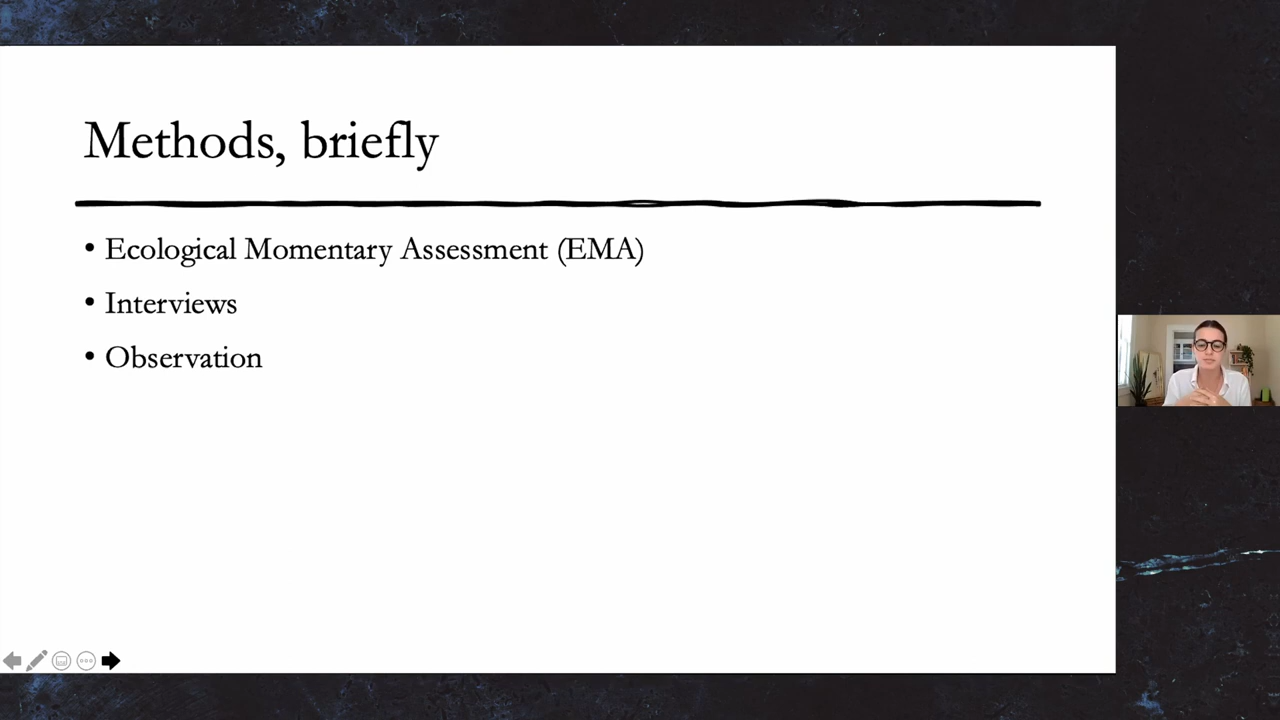 Methods, briefly
• Ecological Momentary Assessment (EMA)
• Interviews
• Observation